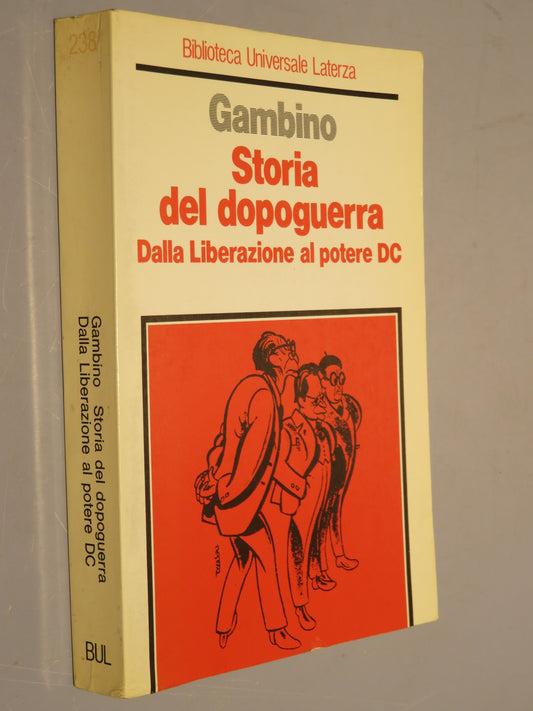 Biblioteca Universale Laterza
Gambino
Storia
del dopoguerra
Dalla Liberazione al potere DC
238
Gambino Storia del dopoguerra
Dalla Liberazione al potere DC
BUL